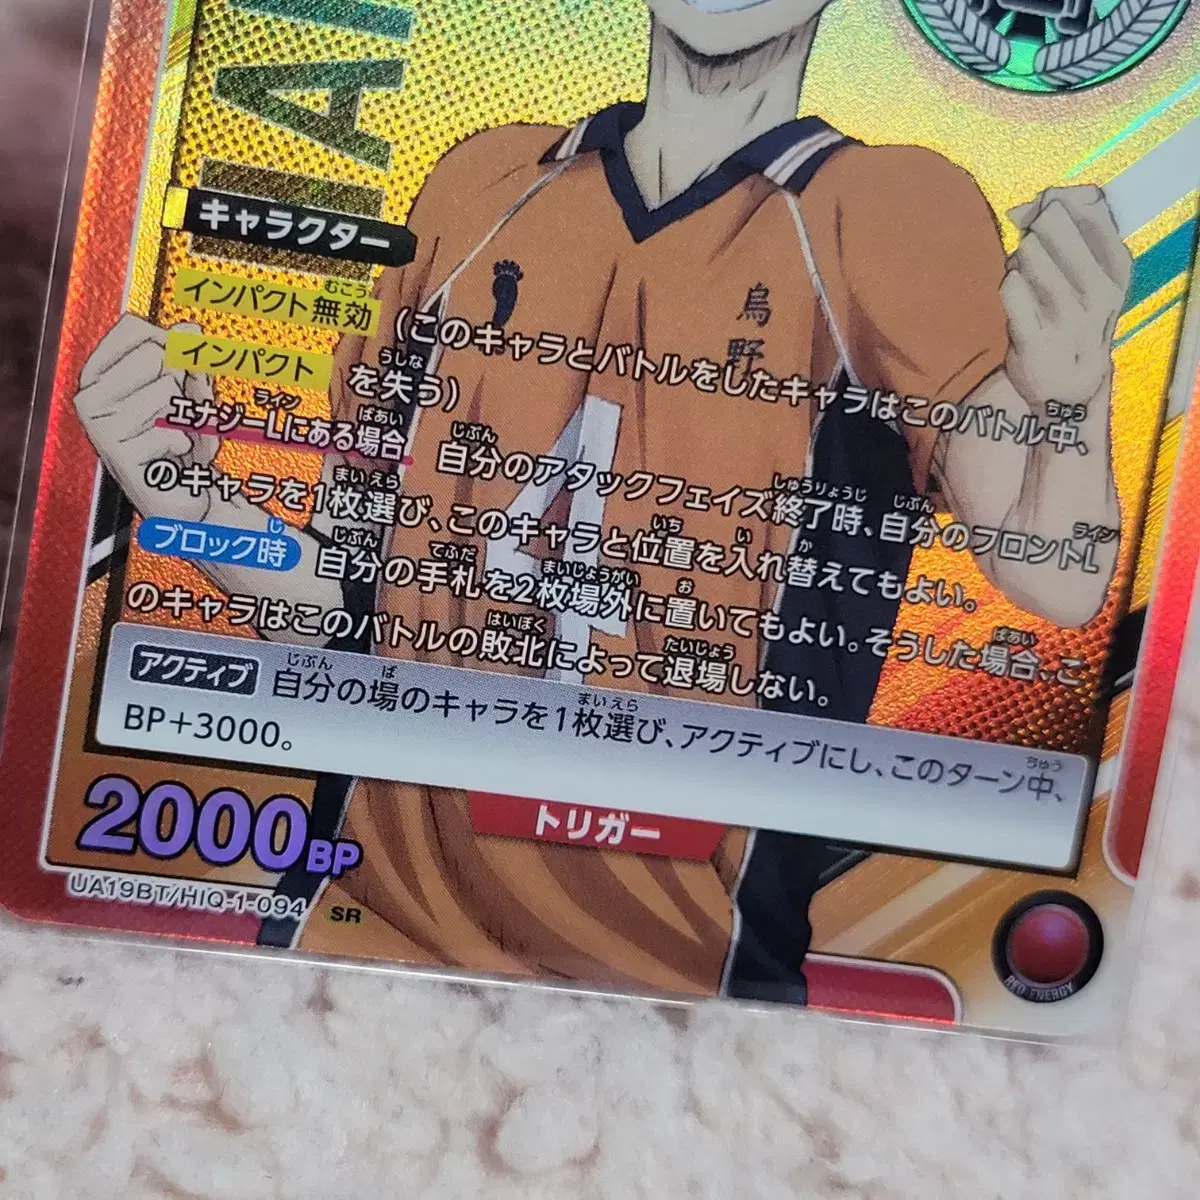 烏野
キャラクター
インパクト無効 (このキャラとバトルをしたキャラはこのバトル中、
インパクト を失う)
エナジーLにある場合 自分のアタックフェイズ終了時、自分のフロントL
のキャラを1枚選び、このキャラと位置を入れ替えてもよい。
ブロック時 自分の手札を2枚場外に置いてもよい。そうした場合、こ
のキャラはこのバトルの敗北によって退場しない。
アクティブ 自分の場のキャラを1枚選び、アクティブにし、このターン中、
BP+3000。
トリガー
2000BP
UA19BT/HIQ-1-094 SR
RED ENERGY